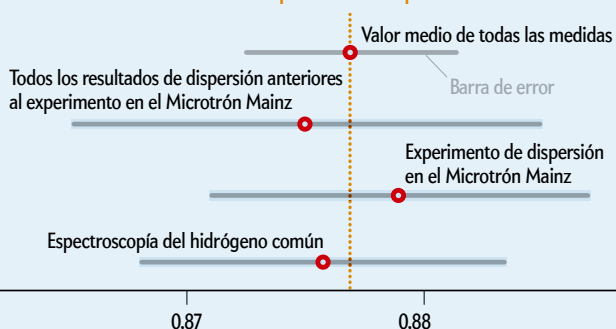 Valor medio de todas las medidas
Barra de error
Todos los resultados de dispersión anteriores
al experimento en el Microtrón Mainz
Experimento de dispersión
en el Microtrón Mainz
Espectroscopía del hidrógeno común
0.87
0.88